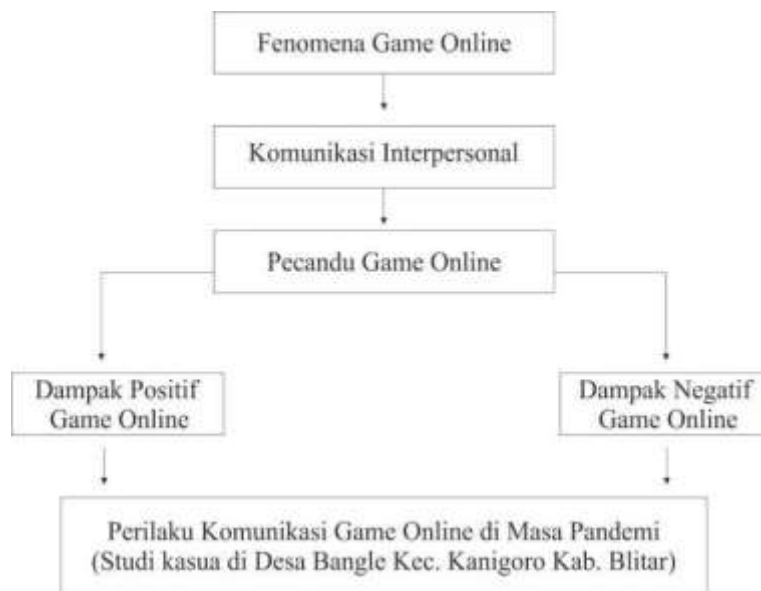 Fenomena Game Online
Komunikasi Interpersonal
Pecandu Game Online
Dampak Positif
Game Online
Dampak Negatif
Game Online
Perilaku Komunikasi Game Online di Masa Pandemi
(Studi kasua di Desa Bangle Kec. Kanigoro Kab. Blitar)